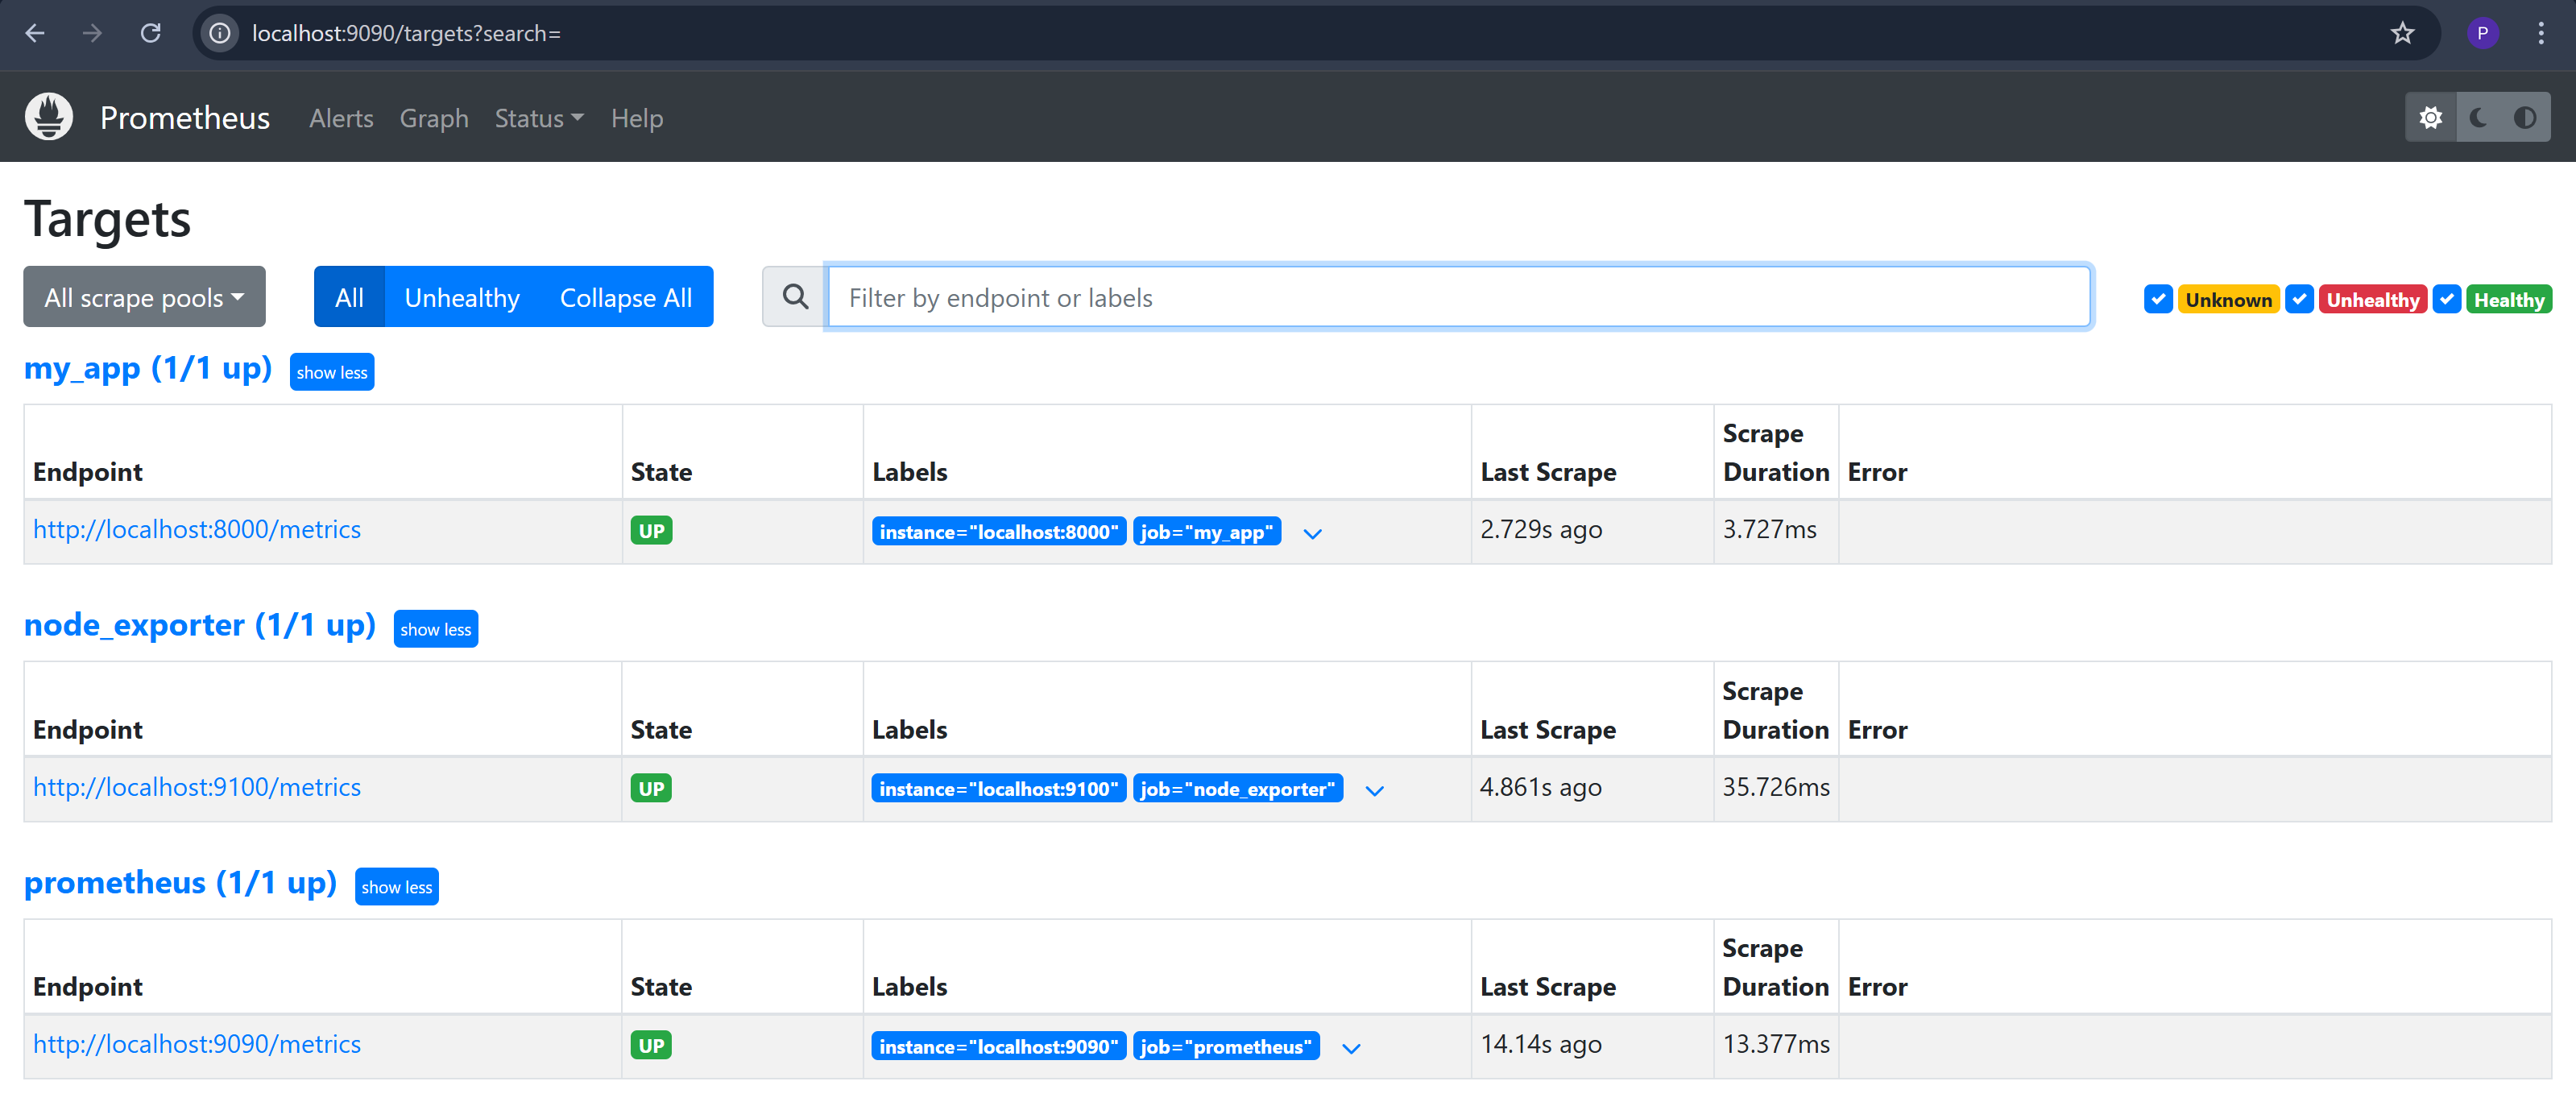 localhost:9090/targets?search=
P
Prometheus Alerts Graph Status Help
Targets
All scrape pools All Unhealthy Collapse All Filter by endpoint or labels Unknown Unhealthy Healthy
my_app (1/1 up) show less
Endpoint State Labels Last Scrape Scrape Duration Error
http://localhost:8000/metrics UP instance="localhost:8000" job="my_app" 2.729s ago 3.727ms
node_exporter (1/1 up) show less
Endpoint State Labels Last Scrape Scrape Duration Error
http://localhost:9100/metrics UP instance="localhost:9100" job="node_exporter" 4.861s ago 35.726ms
prometheus (1/1 up) show less
Endpoint State Labels Last Scrape Scrape Duration Error
http://localhost:9090/metrics UP instance="localhost:9090" job="prometheus" 14.14s ago 13.377ms